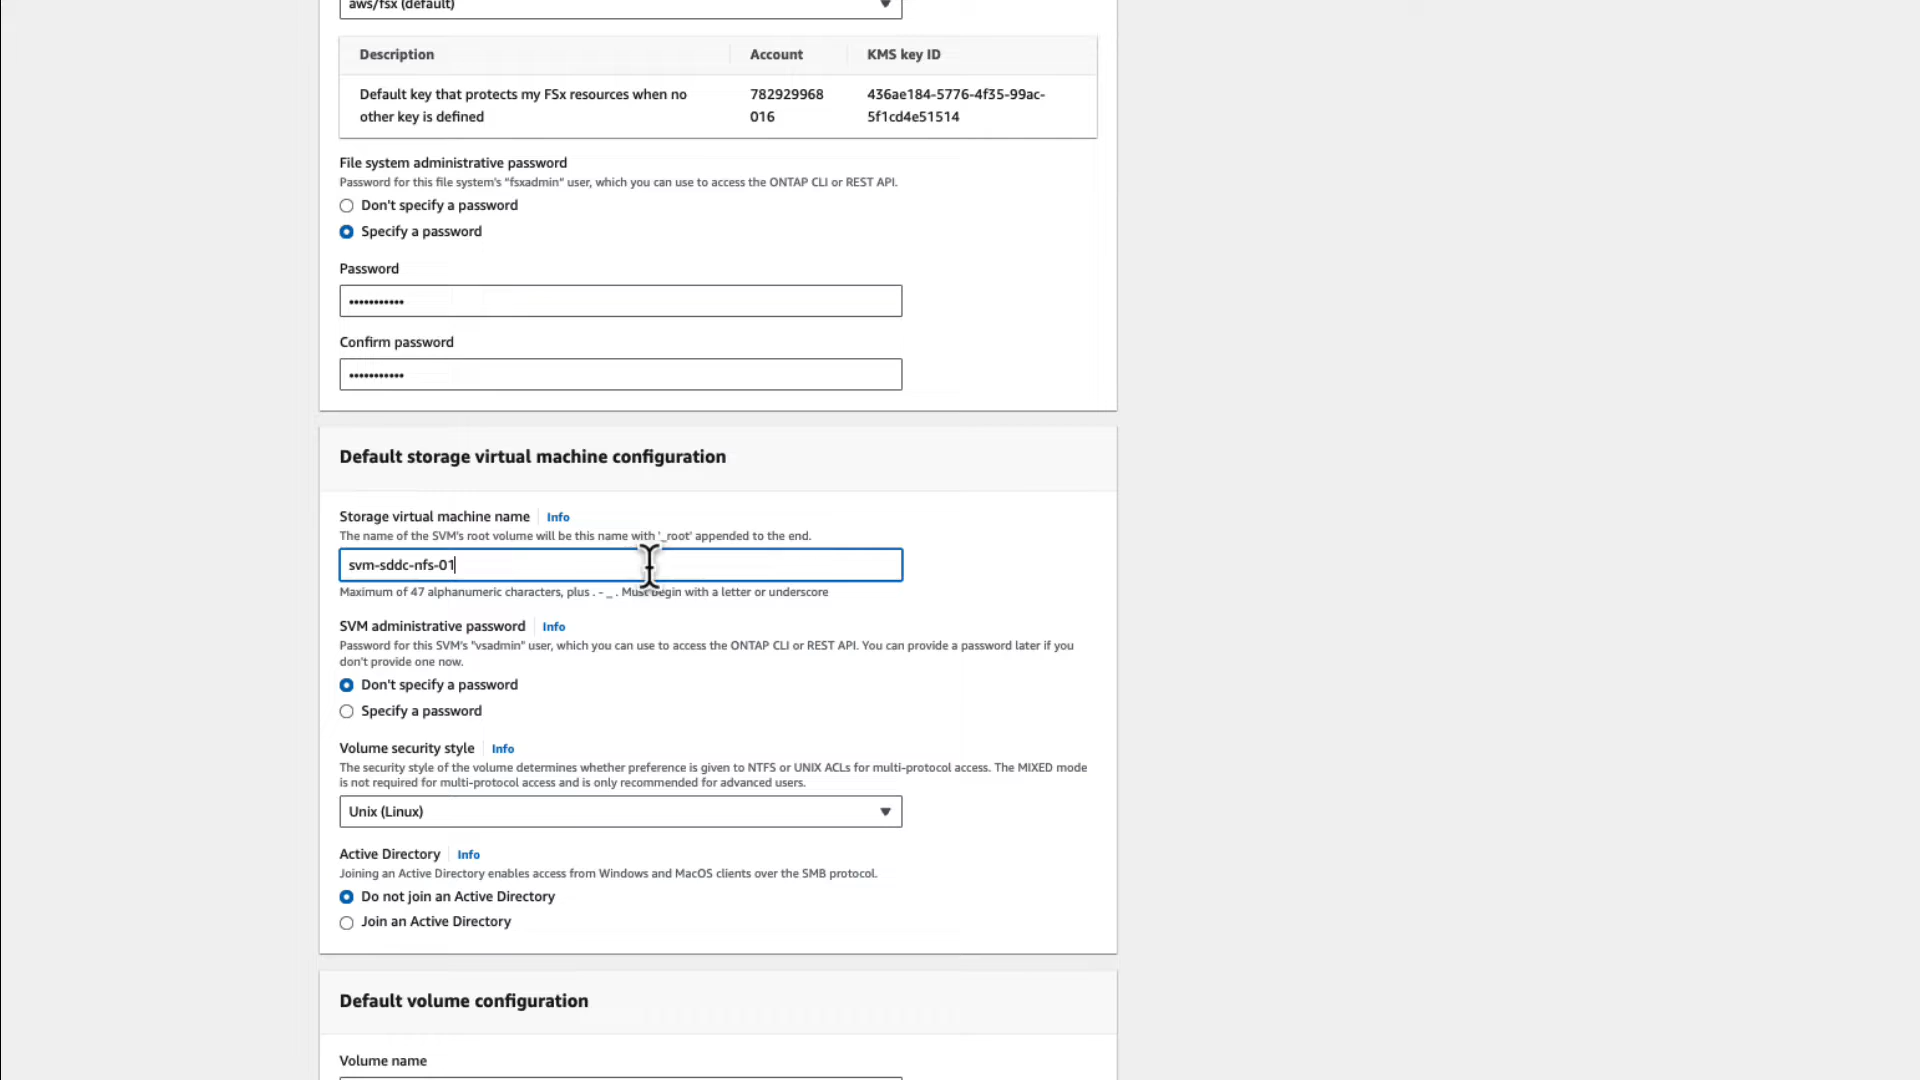 aws/fsx (default)
Description Account KMS key ID
Default key that protects my FSx resources when no 782929968 436ae184-5776-4f35-99ac-
other key is defined 016 5f1cd4e51514
File system administrative password
Password for this file system's "fsxadmin" user, which you can use to access the ONTAP CLI or REST API.
Don't specify a password
Specify a password
Password
•••••••••••
Confirm password
•••••••••••
Default storage virtual machine configuration
Storage virtual machine name Info
The name of the SVM's root volume will be this name with '_root' appended to the end.
svm-sddc-nfs-01
Maximum of 47 alphanumeric characters, plus . - _ . Must begin with a letter or underscore
SVM administrative password Info
Password for this SVM's "vsadmin" user, which you can use to access the ONTAP CLI or REST API. You can provide a password later if you
don't provide one now.
Don't specify a password
Specify a password
Volume security style Info
The security style of the volume determines whether preference is given to NTFS or UNIX ACLs for multi-protocol access. The MIXED mode
is not required for multi-protocol access and is only recommended for advanced users.
Unix (Linux)
Active Directory Info
Joining an Active Directory enables access from Windows and MacOS clients over the SMB protocol.
Do not join an Active Directory
Join an Active Directory
Default volume configuration
Volume name